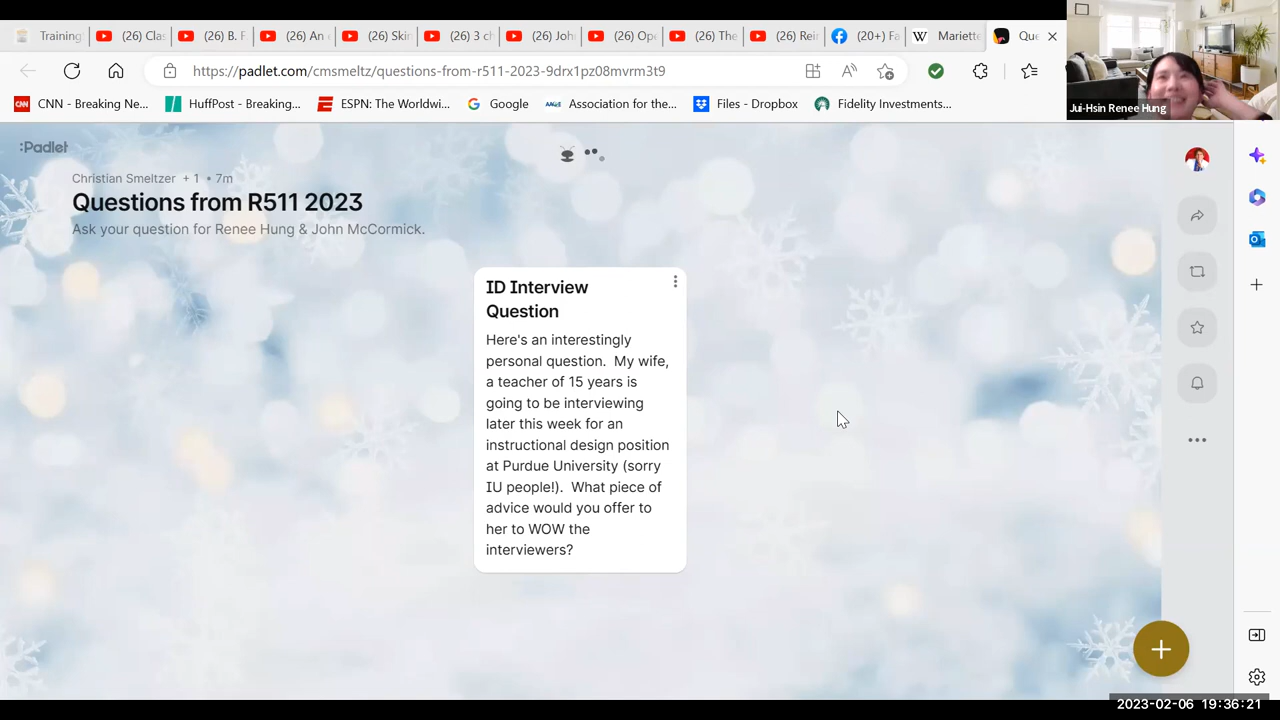 Training
(26) Clas
(26) B. F
(26) An
(26) Skin
(26) 3 ch
(26) Joh
(26) Ope
(26) The
(26) Rein
(20+) Fa
W Mariette
Que
https://padlet.com/cmsmeltz/questions-from-r511-2023-9drx1pz08mvrm3t9
CNN - Breaking Ne...
HuffPost - Breaking...
ESPN: The Worldwi...
Google
Association for the...
Files - Dropbox
Fidelity Investments...
Jui-Hsin Renee Hung
:Padlet
Christian Smeltzer + 1 • 7m
Questions from R511 2023
Ask your question for Renee Hung & John McCormick.
ID Interview
Question
Here's an interestingly
personal question. My wife,
a teacher of 15 years is
going to be interviewing
later this week for an
instructional design position
at Purdue University (sorry
IU people!). What piece of
advice would you offer to
her to WOW the
interviewers?
2023-02-06 19:36:21